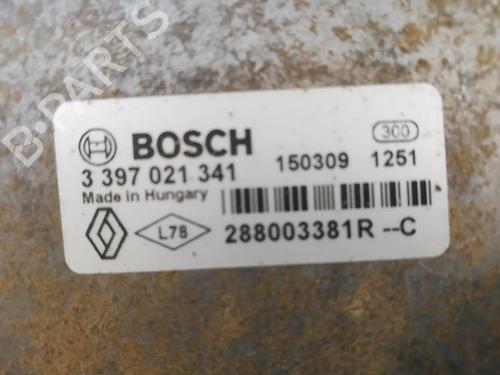 B-PARTS
BOSCH
300
3 397 021 341 150309 1251
Made in Hungary
L78 288003381R --C